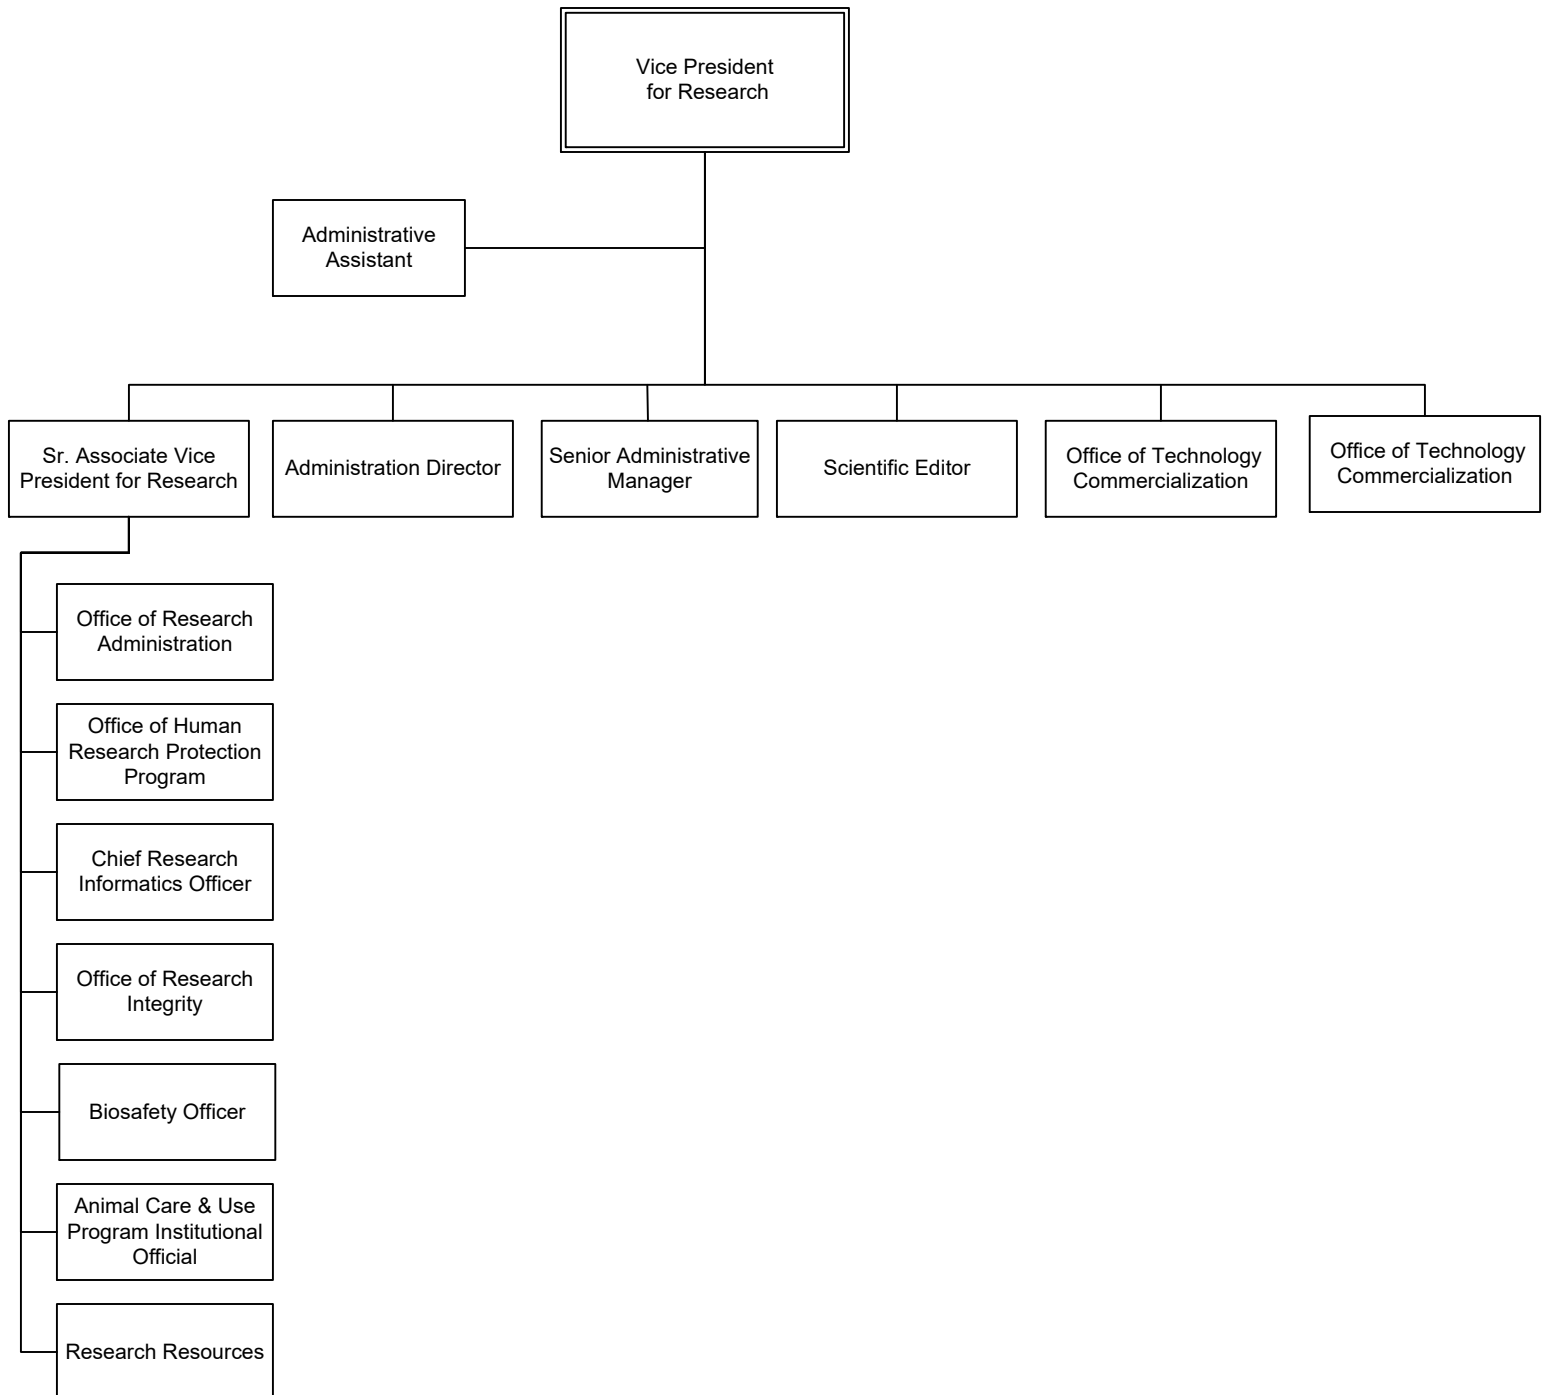 Vice President
for Research
Administrative
Assistant
Sr. Associate Vice
President for Research
Administration Director
Senior Administrative
Manager
Scientific Editor
Office of Technology
Commercialization
Office of Technology
Commercialization
Office of Research
Administration
Office of Human
Research Protection
Program
Chief Research
Informatics Officer
Office of Research
Integrity
Biosafety Officer
Animal Care & Use
Program Institutional
Official
Research Resources